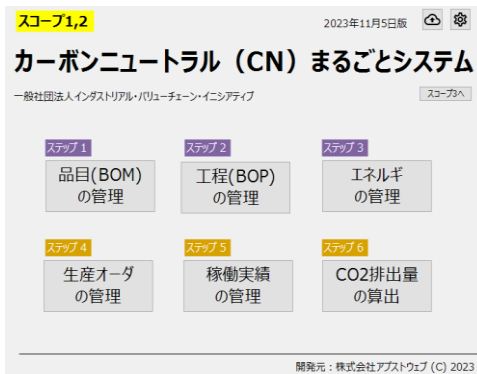 スコープ1,2
2023年11月5日版
カーボンニュートラル（CN）まるごとシステム
一般社団法人インダストリアル・バリューチェーン・イニシアティブ
スコープ3へ
ステップ 1
ステップ 2
ステップ 3
品目(BOM)
の管理
工程(BOP)
の管理
エネルギ
の管理
ステップ 4
ステップ 5
ステップ 6
生産オーダ
の管理
稼働実績
の管理
CO2排出量
の算出
開発元：株式会社アプストウェブ (C) 2023